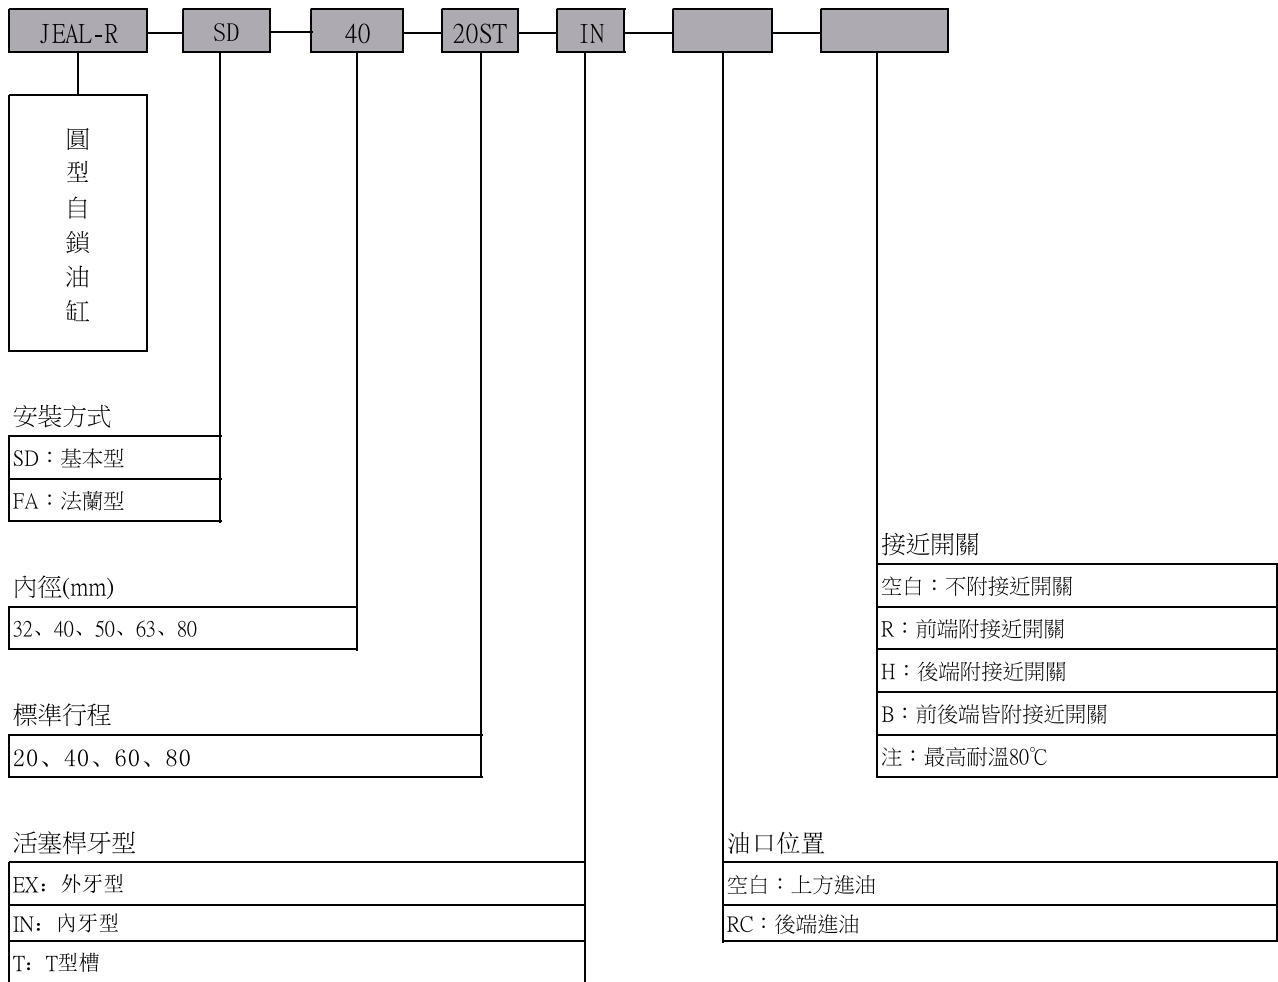 JEAL-R SD 40 20ST IN
圓
型
自
鎖
油
缸
安裝方式
SD：基本型
FA：法蘭型
內徑(mm)
32、40、50、63、80
標準行程
20、40、60、80
活塞桿牙型
EX：外牙型
IN：內牙型
T：T型槽
接近開關
空白：不附接近開關
R：前端附接近開關
H：後端附接近開關
B：前後端皆附接近開關
注：最高耐溫80℃
油口位置
空白：上方進油
RC：後端進油